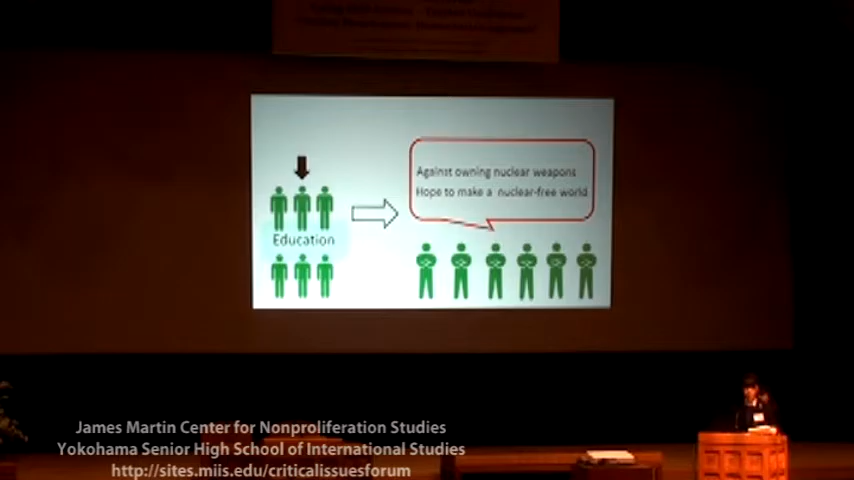 Against owning nuclear weapons
Hope to make a nuclear-free world
Education
James Martin Center for Nonproliferation Studies
Yokohama Senior High School of International Studies
http://sites.miis.edu/criticalissuesforum